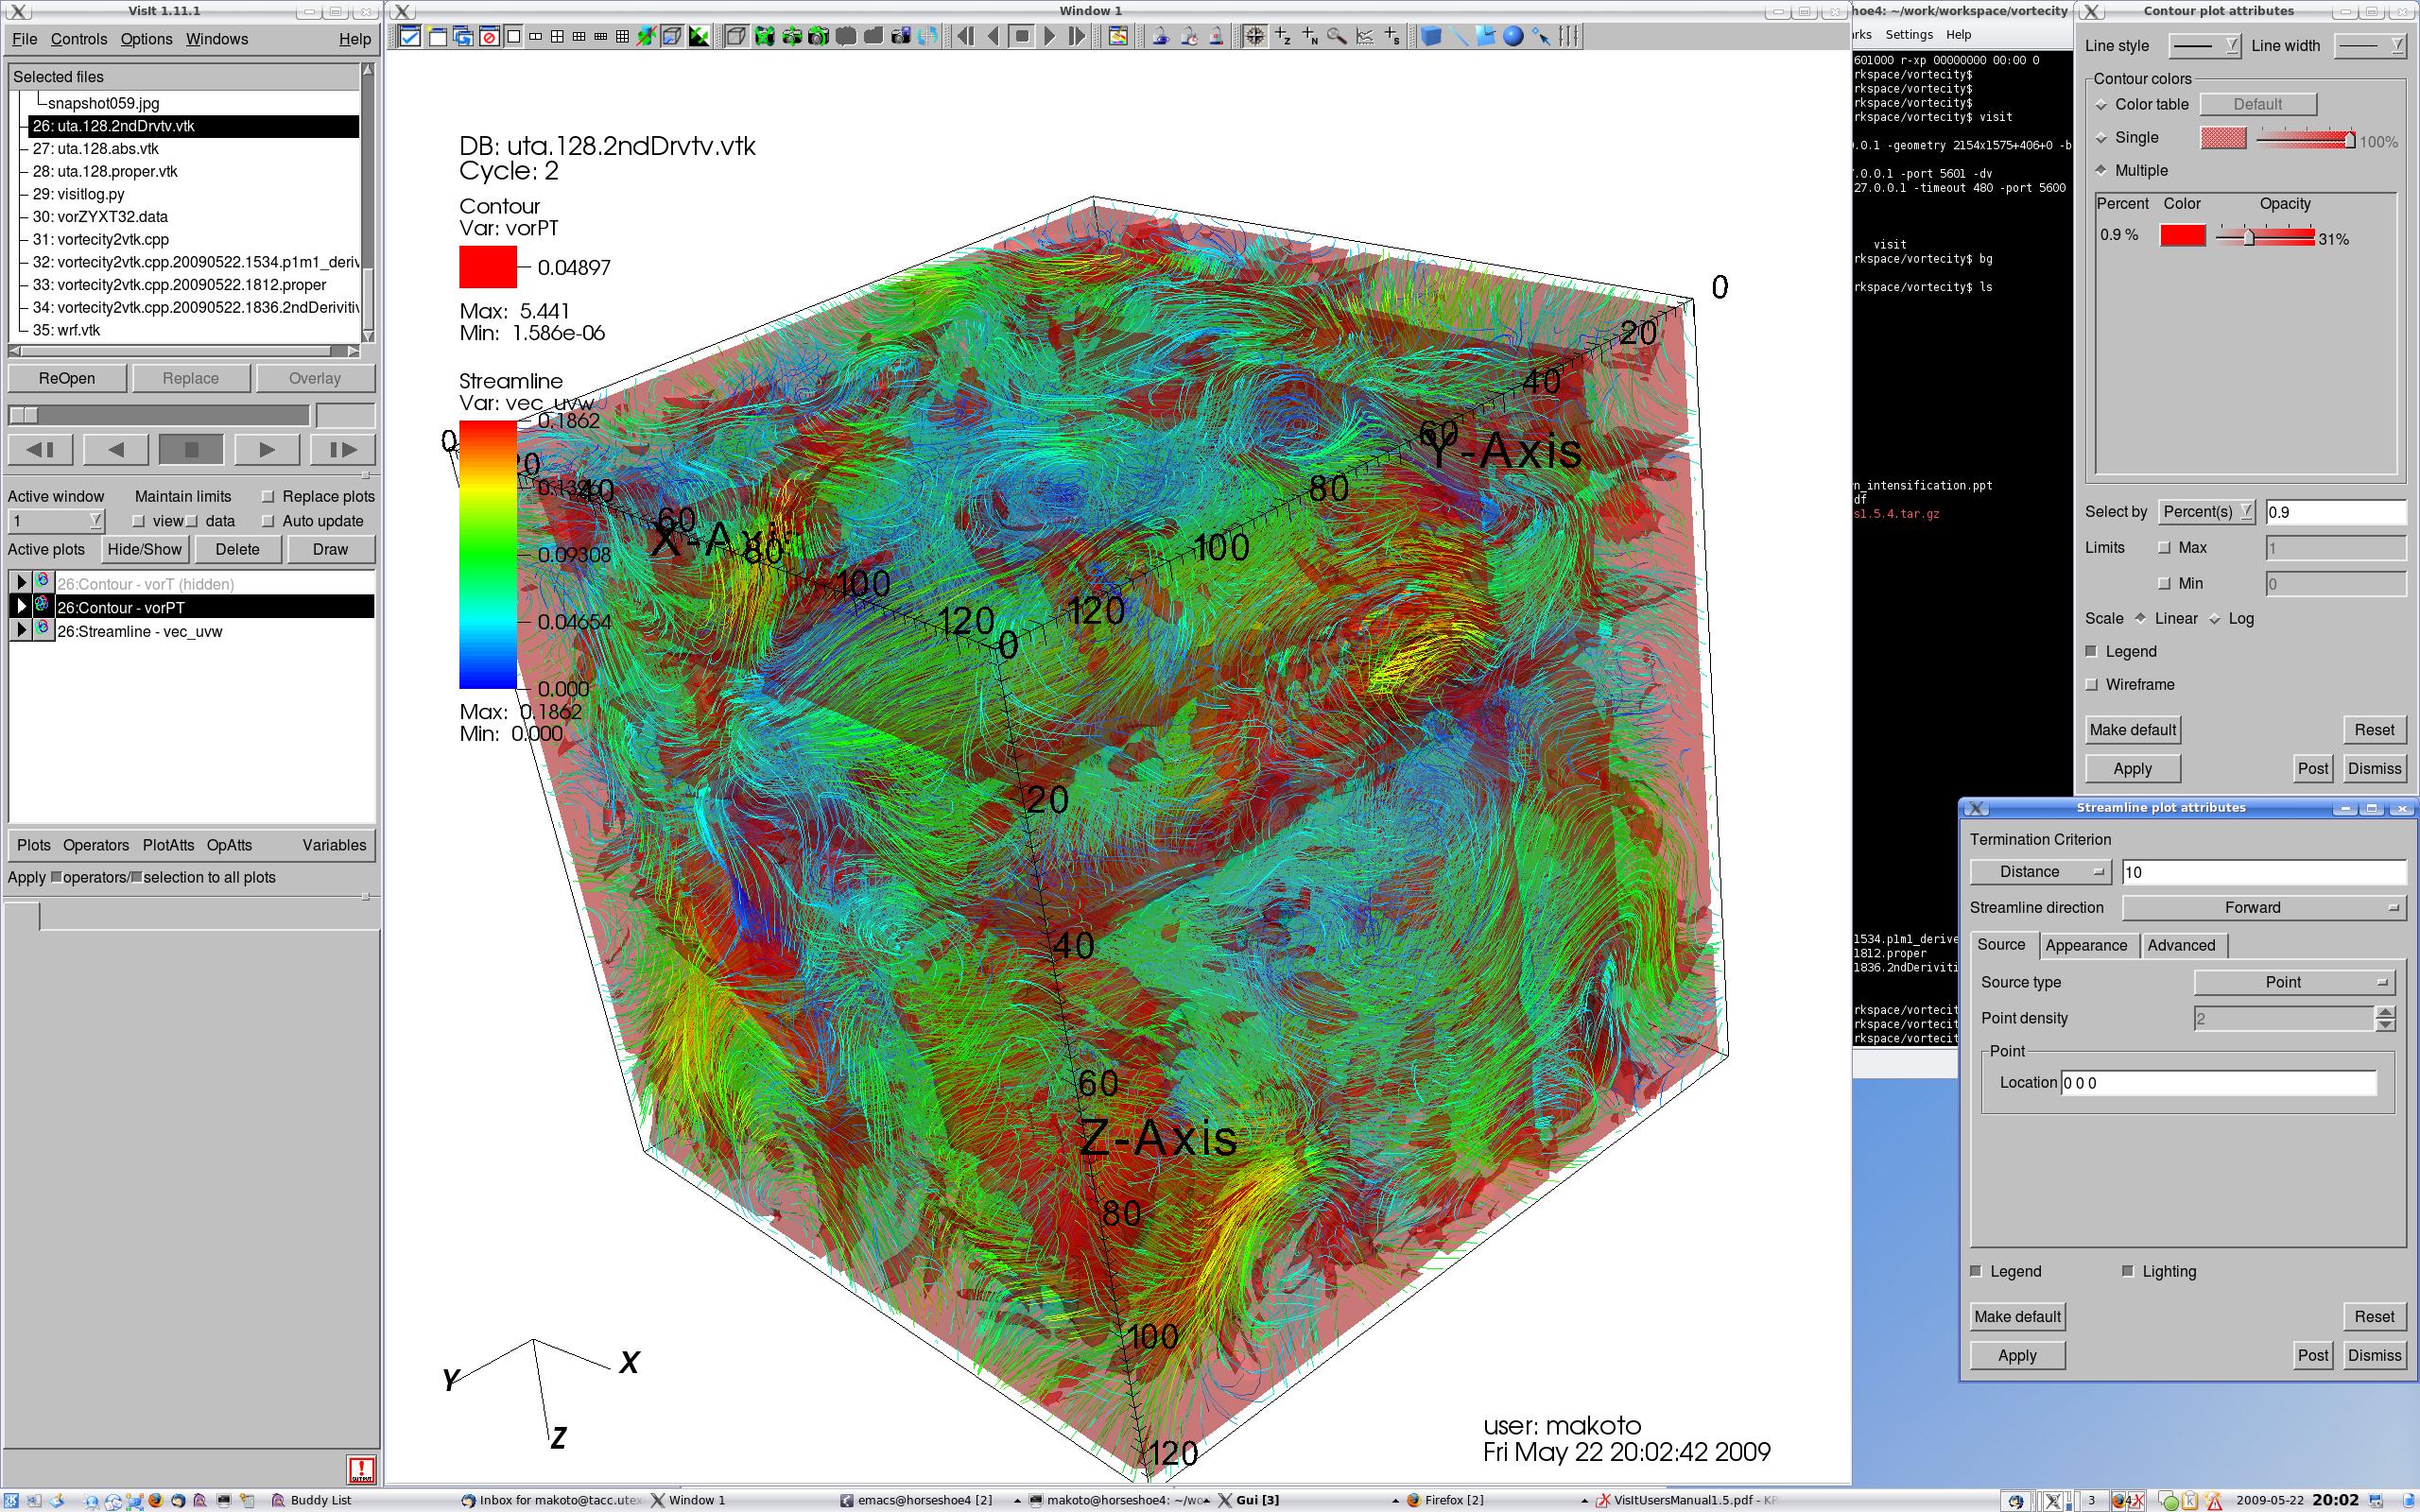 VisIt 1.11.1
File Controls Options Windows Help
Selected files
snapshot059.jpg
26: uta.128.2ndDrvtv.vtk
27: uta.128.abs.vtk
28: uta.128.proper.vtk
29: visitlog.py
30: vorZYXT32.data
31: vortecity2vtk.cpp
32: vortecity2vtk.cpp.20090522.1534.p1m1_deriv
33: vortecity2vtk.cpp.20090522.1812.proper
34: vortecity2vtk.cpp.20090522.1836.2ndDerivitiv
35: wrf.vtk
ReOpen Replace Overlay
Active window Maintain limits Replace plots
1 view data Auto update
Active plots Hide/Show Delete Draw
26:Contour - vorT (hidden)
26:Contour - vorPT
26:Streamline - vec_uvw
Plots Operators PlotAtts OpAtts Variables
Apply operators/ selection to all plots
Window 1
DB: uta.128.2ndDrvtv.vtk
Cycle: 2
Contour
Var: vorPT
0.04897
Max: 5.441
Min: 1.586e-06
Streamline
Var: vec_uvw
0.1862
0.09308
0.04654
0.000
Max: 0.1862
Min: 0.000
0
20
40
60
Y-Axis
80
100
120
0
40
60
80
100
120
0
20
40
60
Z-Axis
80
100
120
Y X
Z
user: makoto
Fri May 22 20:02:42 2009
hoe4: ~/work/workspace/vortecity
rks Settings Help
601000 r-xp 00000000 00:00 0
rkspace/vortecity$
rkspace/vortecity$
rkspace/vortecity$
rkspace/vortecity$ visit
.0.1 -geometry 2154x1575+406+0 -b
.0.0.1 -port 5601 -dv
27.0.0.1 -timeout 480 -port 5600
visit
rkspace/vortecity$ bg
rkspace/vortecity$ ls
n_intensification.ppt
df
s1.5.4.tar.gz
1534.p1m1_derive
1812.proper
1836.2ndDeriviti
rkspace/vortecit
rkspace/vortecit
rkspace/vortecit
Contour plot attributes
Line style Line width
Contour colors
Color table Default
Single 100%
Multiple
Percent Color Opacity
0.9 % 31%
Select by Percent(s) 0.9
Limits Max 1
Min 0
Scale Linear Log
Legend
Wireframe
Make default Reset
Apply Post Dismiss
Streamline plot attributes
Termination Criterion
Distance 10
Streamline direction Forward
Source Appearance Advanced
Source type Point
Point density 2
Point
Location 0 0 0
Legend Lighting
Make default Reset
Apply Post Dismiss
Buddy List Inbox for makoto@tacc.utex Window 1 emacs@horseshoe4 [2] makoto@horseshoe4: ~/wo Gui [3] Firefox [2] VisItUsersManual1.5.pdf - KP 3 2009-05-22 20:02